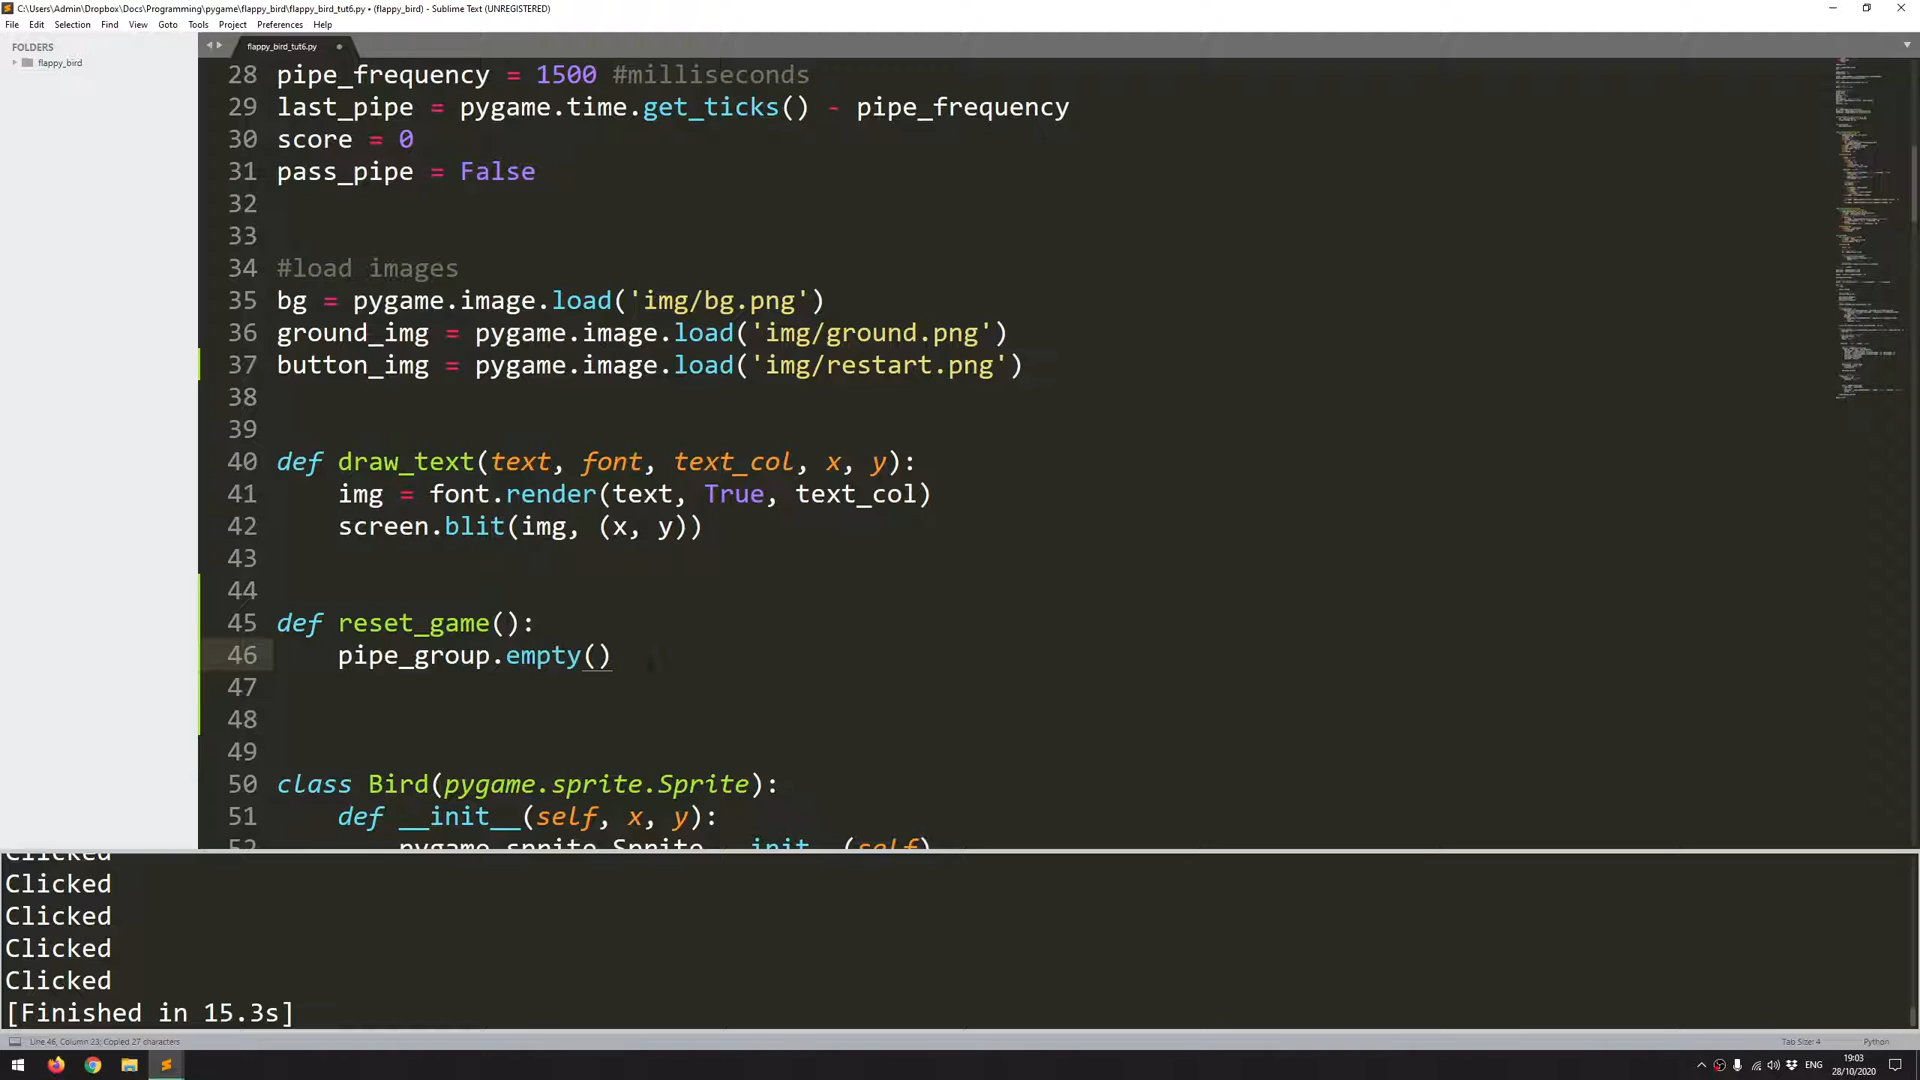 C:\Users\Admin\Dropbox\Docs\Programming\pygame\flappy_bird\flappy_bird_tut6.py • (flappy_bird) - Sublime Text (UNREGISTERED)
File Edit Selection Find View Goto Tools Project Preferences Help
FOLDERS
flappy_bird
flappy_bird_tut6.py
28 pipe_frequency = 1500 #milliseconds
29 last_pipe = pygame.time.get_ticks() - pipe_frequency
30 score = 0
31 pass_pipe = False
32
33
34 #load images
35 bg = pygame.image.load('img/bg.png')
36 ground_img = pygame.image.load('img/ground.png')
37 button_img = pygame.image.load('img/restart.png')
38
39
40 def draw_text(text, font, text_col, x, y):
41     img = font.render(text, True, text_col)
42     screen.blit(img, (x, y))
43
44
45 def reset_game():
46     pipe_group.empty()
47
48
49
50 class Bird(pygame.sprite.Sprite):
51     def __init__(self, x, y):
52         pygame.sprite.Sprite.__init__(self)
Clicked
Clicked
Clicked
Clicked
Clicked
[Finished in 15.3s]
Line 46, Column 23; Copied 27 characters
Tab Size: 4
Python
ENG
19:03
28/10/2020